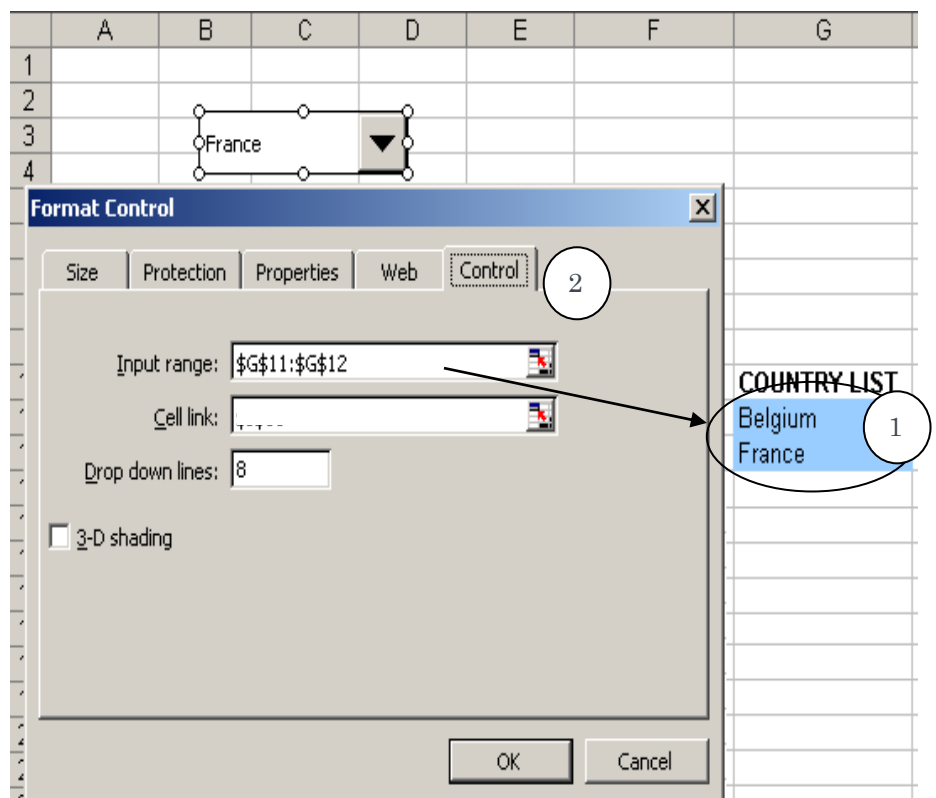 A B C D E F G
1
2
3 France
4
Format Control
Size Protection Properties Web Control 2
Input range: $G$11:$G$12
COUNTRY LIST
Cell link:
Belgium 1
France
Drop down lines: 8
3-D shading
OK Cancel